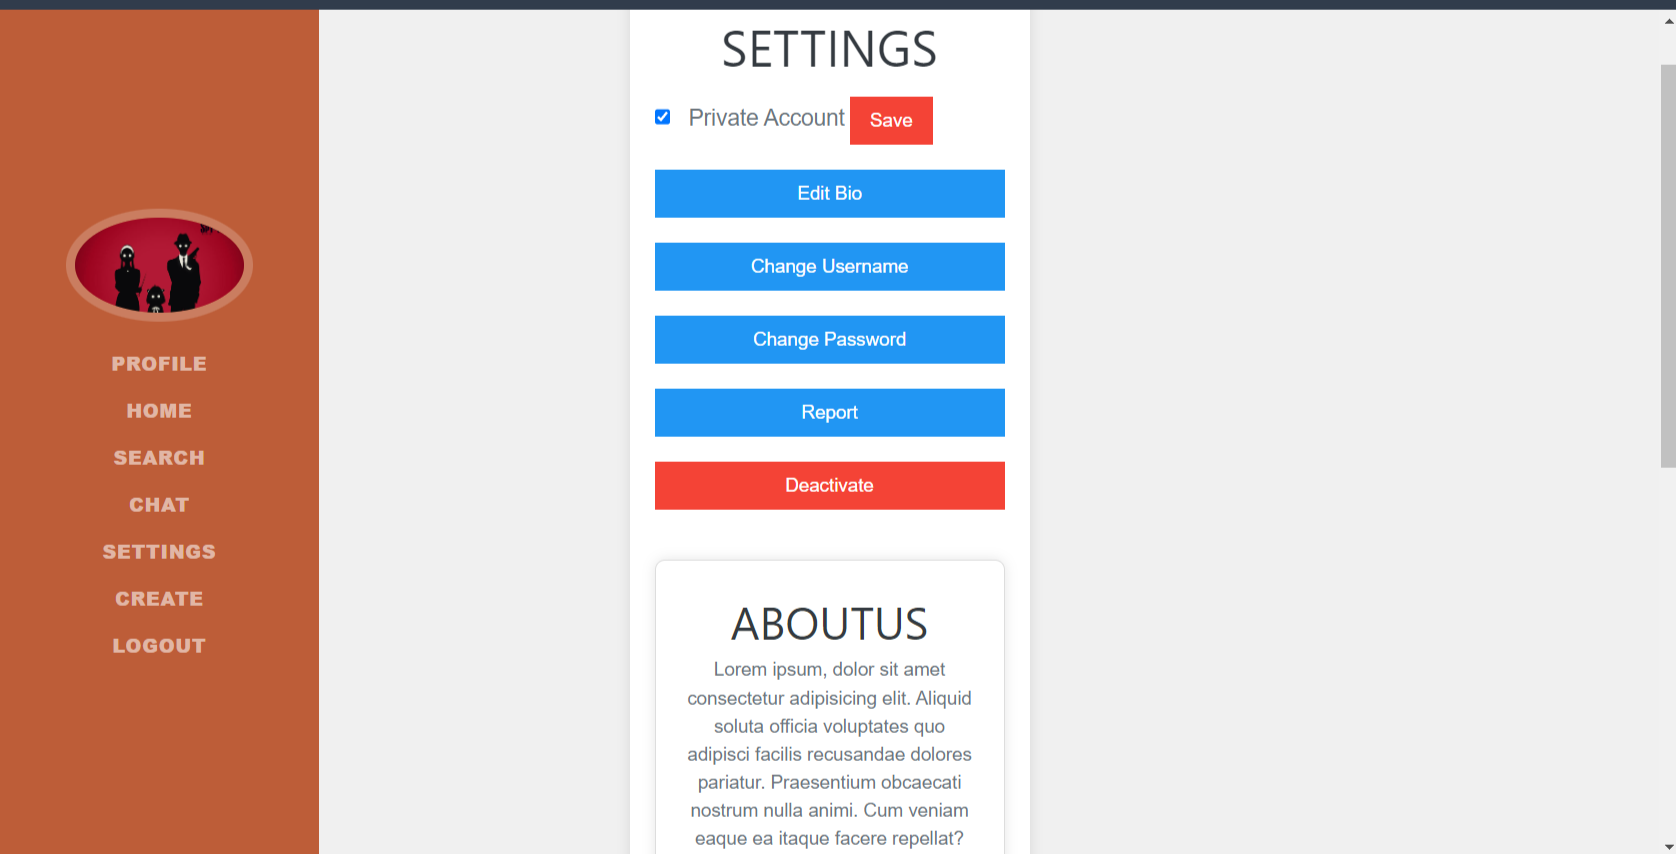 SETTINGS
Private Account Save
Edit Bio
Change Username
Change Password
Report
Deactivate
PROFILE
HOME
SEARCH
CHAT
SETTINGS
CREATE
LOGOUT
ABOUTUS
Lorem ipsum, dolor sit amet
consectetur adipisicing elit. Aliquid
soluta officia voluptates quo
adipisci facilis recusandae dolores
pariatur. Praesentium obcaecati
nostrum nulla animi. Cum veniam
eaque ea itaque facere repellat?